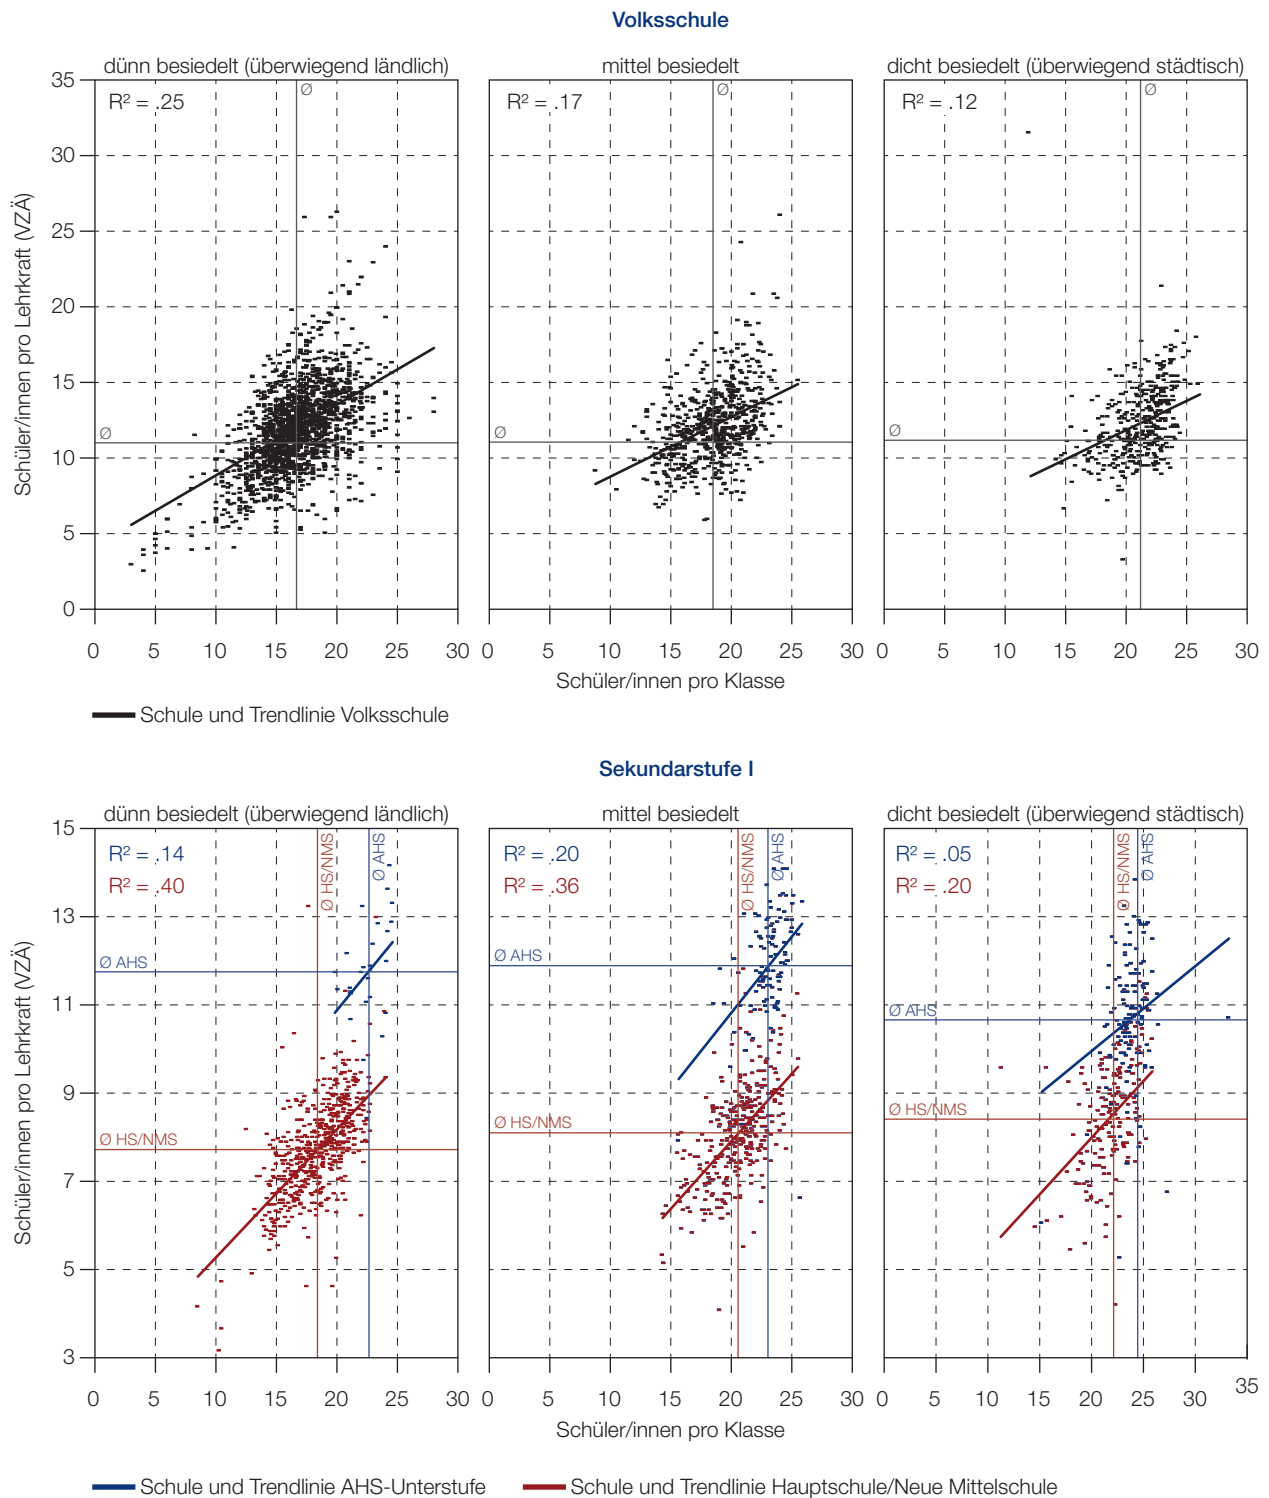 Volksschule
dünn besiedelt (überwiegend ländlich)
mittel besiedelt
dicht besiedelt (überwiegend städtisch)
R² = .25
R² = .17
R² = .12
Ø
Ø
Ø
Ø
Ø
Ø
Schüler/innen pro Lehrkraft (VZÄ)
35
30
25
20
15
10
5
0
0 5 10 15 20 25 30
0 5 10 15 20 25 30
0 5 10 15 20 25 30
Schüler/innen pro Klasse
Schule und Trendlinie Volksschule
Sekundarstufe I
dünn besiedelt (überwiegend ländlich)
mittel besiedelt
dicht besiedelt (überwiegend städtisch)
R² = .14
R² = .40
R² = .20
R² = .36
R² = .05
R² = .20
Ø HS/NMS
Ø AHS
Ø HS/NMS
Ø AHS
Ø HS/NMS
Ø AHS
Ø AHS
Ø HS/NMS
Ø AHS
Ø HS/NMS
Ø AHS
Ø HS/NMS
Schüler/innen pro Lehrkraft (VZÄ)
15
13
11
9
7
5
3
0 5 10 15 20 25 30
0 5 10 15 20 25 30
0 5 10 15 20 25 30 35
Schüler/innen pro Klasse
Schule und Trendlinie AHS-Unterstufe
Schule und Trendlinie Hauptschule/Neue Mittelschule